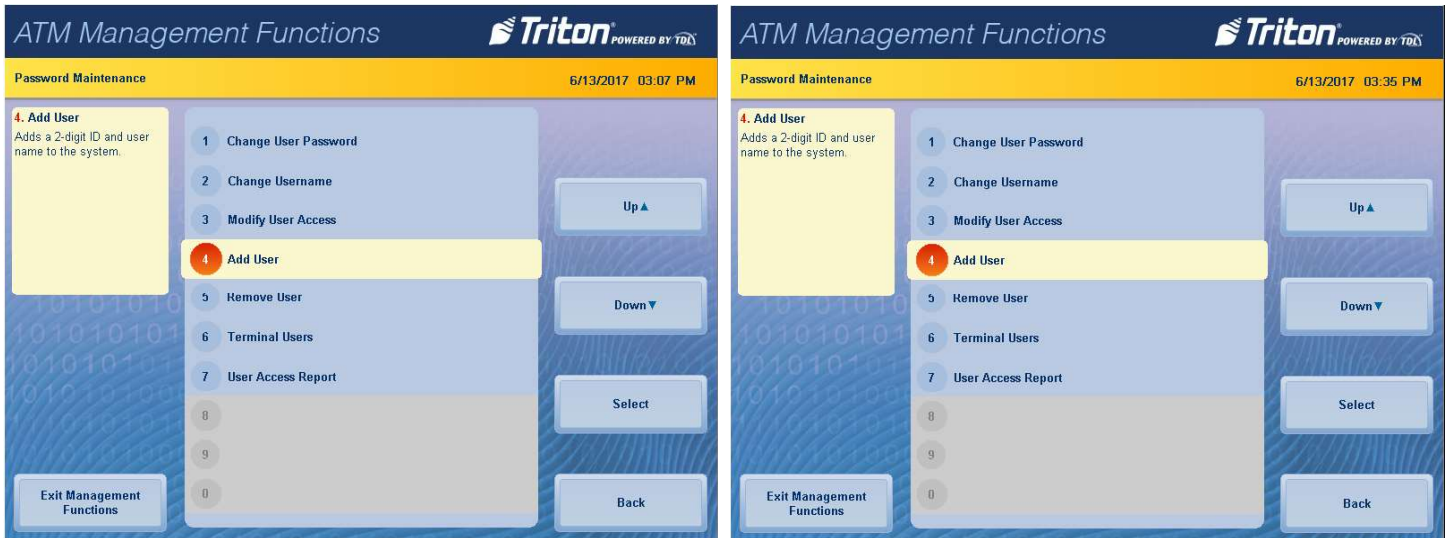 ATM Management Functions
Triton POWERED BY TDL
Password Maintenance
6/13/2017 03:07 PM
4. Add User
Adds a 2-digit ID and user
name to the system.
1 Change User Password
2 Change Username
3 Modify User Access
4 Add User
5 Remove User
6 Terminal Users
7 User Access Report
8
9
0
Up▲
Down▼
Select
Back
Exit Management
Functions
ATM Management Functions
Triton POWERED BY TDL
Password Maintenance
6/13/2017 03:35 PM
4. Add User
Adds a 2-digit ID and user
name to the system.
1 Change User Password
2 Change Username
3 Modify User Access
4 Add User
5 Remove User
6 Terminal Users
7 User Access Report
8
9
0
Up▲
Down▼
Select
Back
Exit Management
Functions